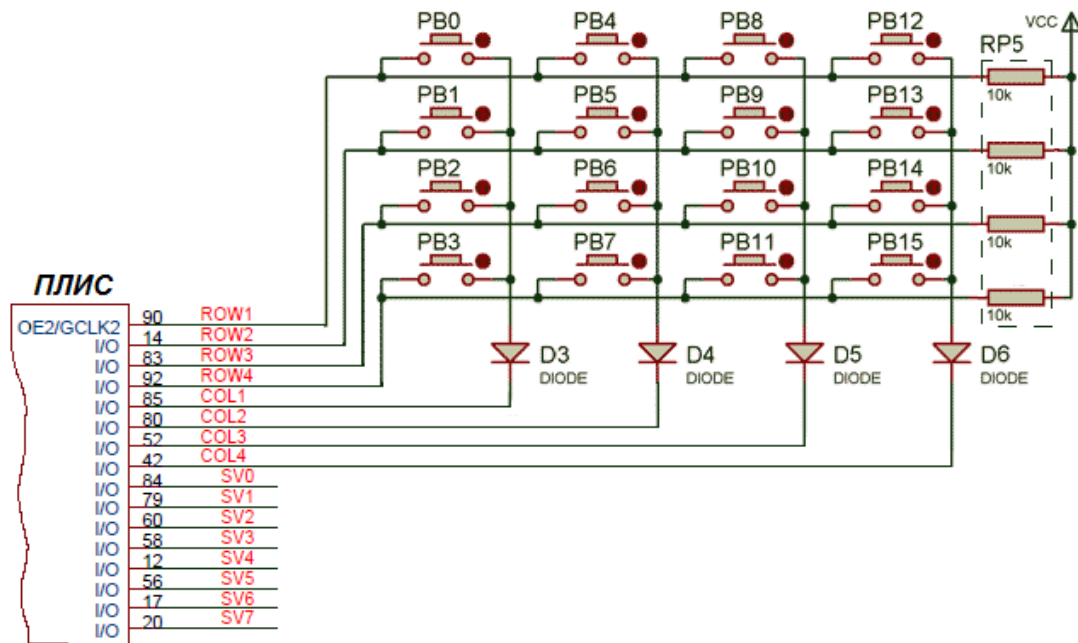 PB0 PB4 PB8 PB12 VCC
RP5
10k
PB1 PB5 PB9 PB13
10k
PB2 PB6 PB10 PB14
10k
PB3 PB7 PB11 PB15
10k
ПЛИС
OE2/GCLK2 90 ROW1
I/O 14 ROW2
I/O 83 ROW3
I/O 92 ROW4
I/O 85 COL1
I/O 80 COL2
I/O 52 COL3
I/O 42 COL4
I/O 84 SV0
I/O 79 SV1
I/O 60 SV2
I/O 58 SV3
I/O 12 SV4
I/O 56 SV5
I/O 17 SV6
I/O 20 SV7
D3 D4 D5 D6
DIODE DIODE DIODE DIODE